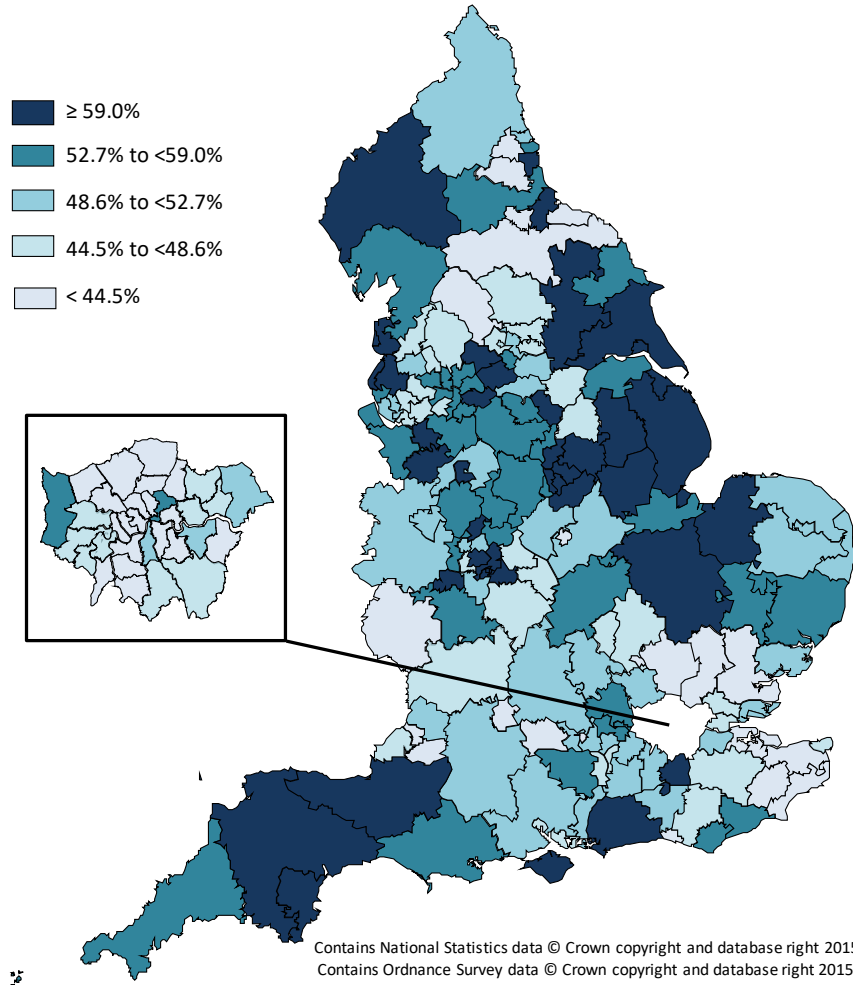 ≥ 59.0%
52.7% to <59.0%
48.6% to <52.7%
44.5% to <48.6%
< 44.5%
Contains National Statistics data © Crown copyright and database right 2015
Contains Ordnance Survey data © Crown copyright and database right 2015